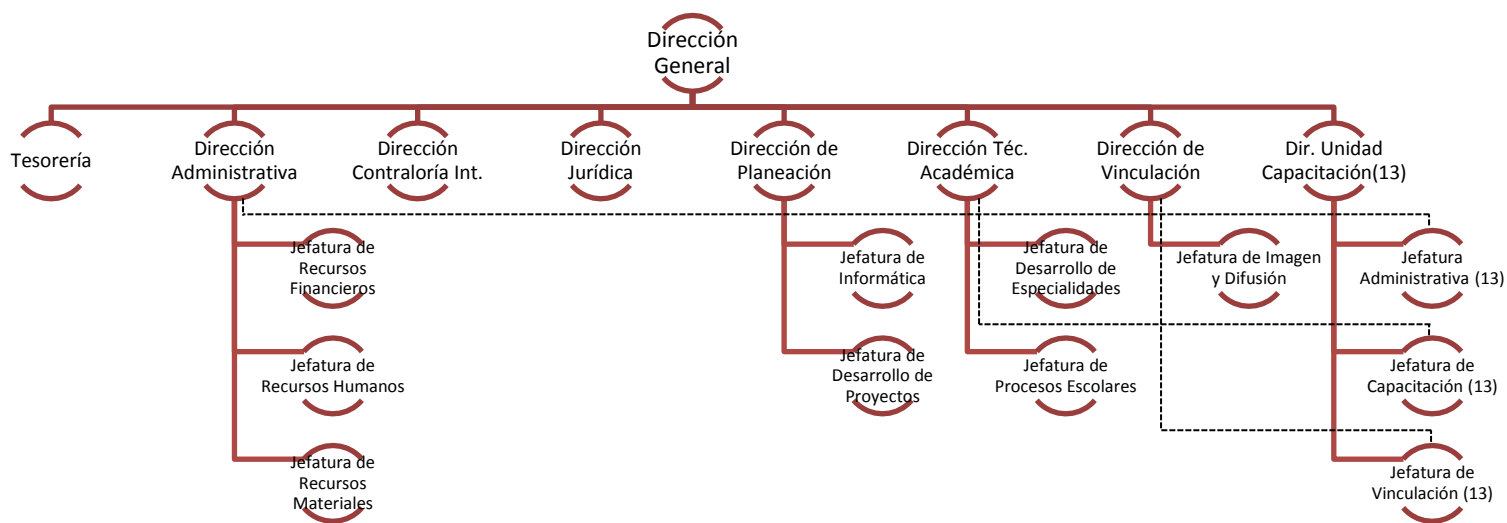 Dirección
General
Tesorería
Dirección
Administrativa
Dirección
Contraloría Int.
Dirección
Jurídica
Dirección de
Planeación
Dirección Téc.
Académica
Dirección de
Vinculación
Dir. Unidad
Capacitación(13)
Jefatura de
Recursos
Financieros
Jefatura de
Informática
Jefatura de
Desarrollo de
Especialidades
Jefatura de Imagen
y Difusión
Jefatura
Administrativa (13)
Jefatura de
Recursos Humanos
Jefatura de
Desarrollo de
Proyectos
Jefatura de
Procesos Escolares
Jefatura de
Capacitación (13)
Jefatura de
Recursos
Materiales
Jefatura de
Vinculación (13)